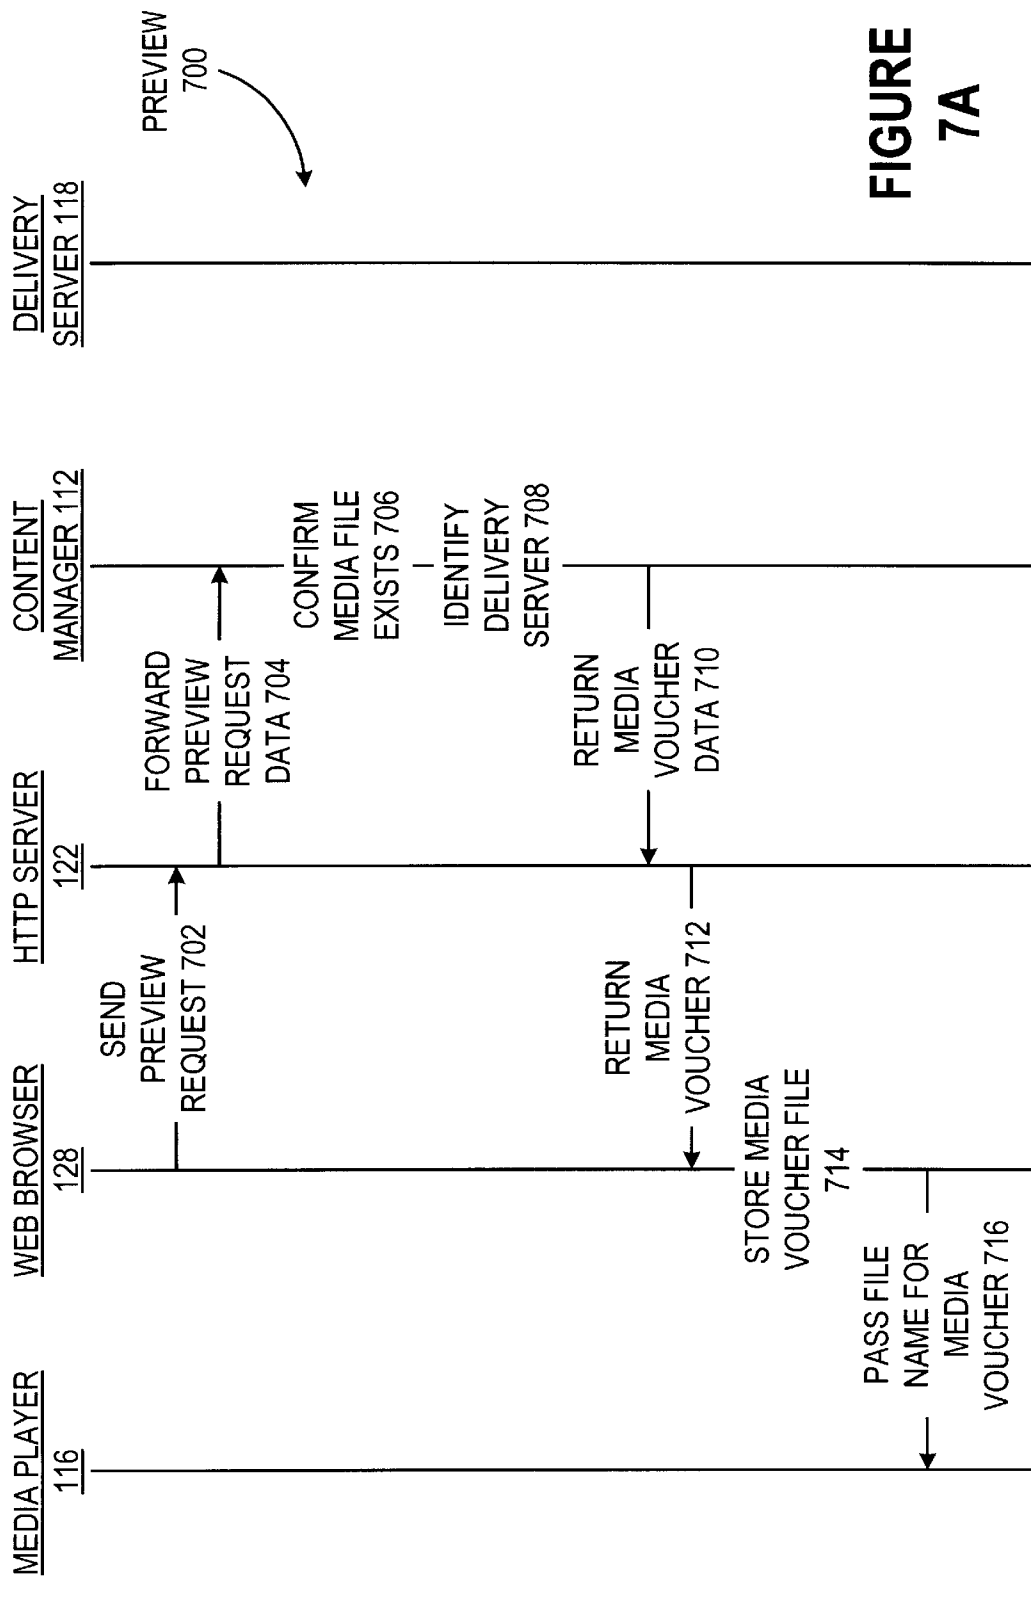 MEDIA PLAYER
116
WEB BROWSER
128
HTTP SERVER
122
CONTENT
MANAGER 112
DELIVERY
SERVER 118
PREVIEW
700
SEND
PREVIEW
REQUEST 702
FORWARD
PREVIEW
REQUEST
DATA 704
CONFIRM
MEDIA FILE
EXISTS 706
IDENTIFY
DELIVERY
SERVER 708
RETURN
MEDIA
VOUCHER
DATA 710
RETURN
MEDIA
VOUCHER 712
STORE MEDIA
VOUCHER FILE
714
PASS FILE
NAME FOR
MEDIA
VOUCHER 716
FIGURE
7A